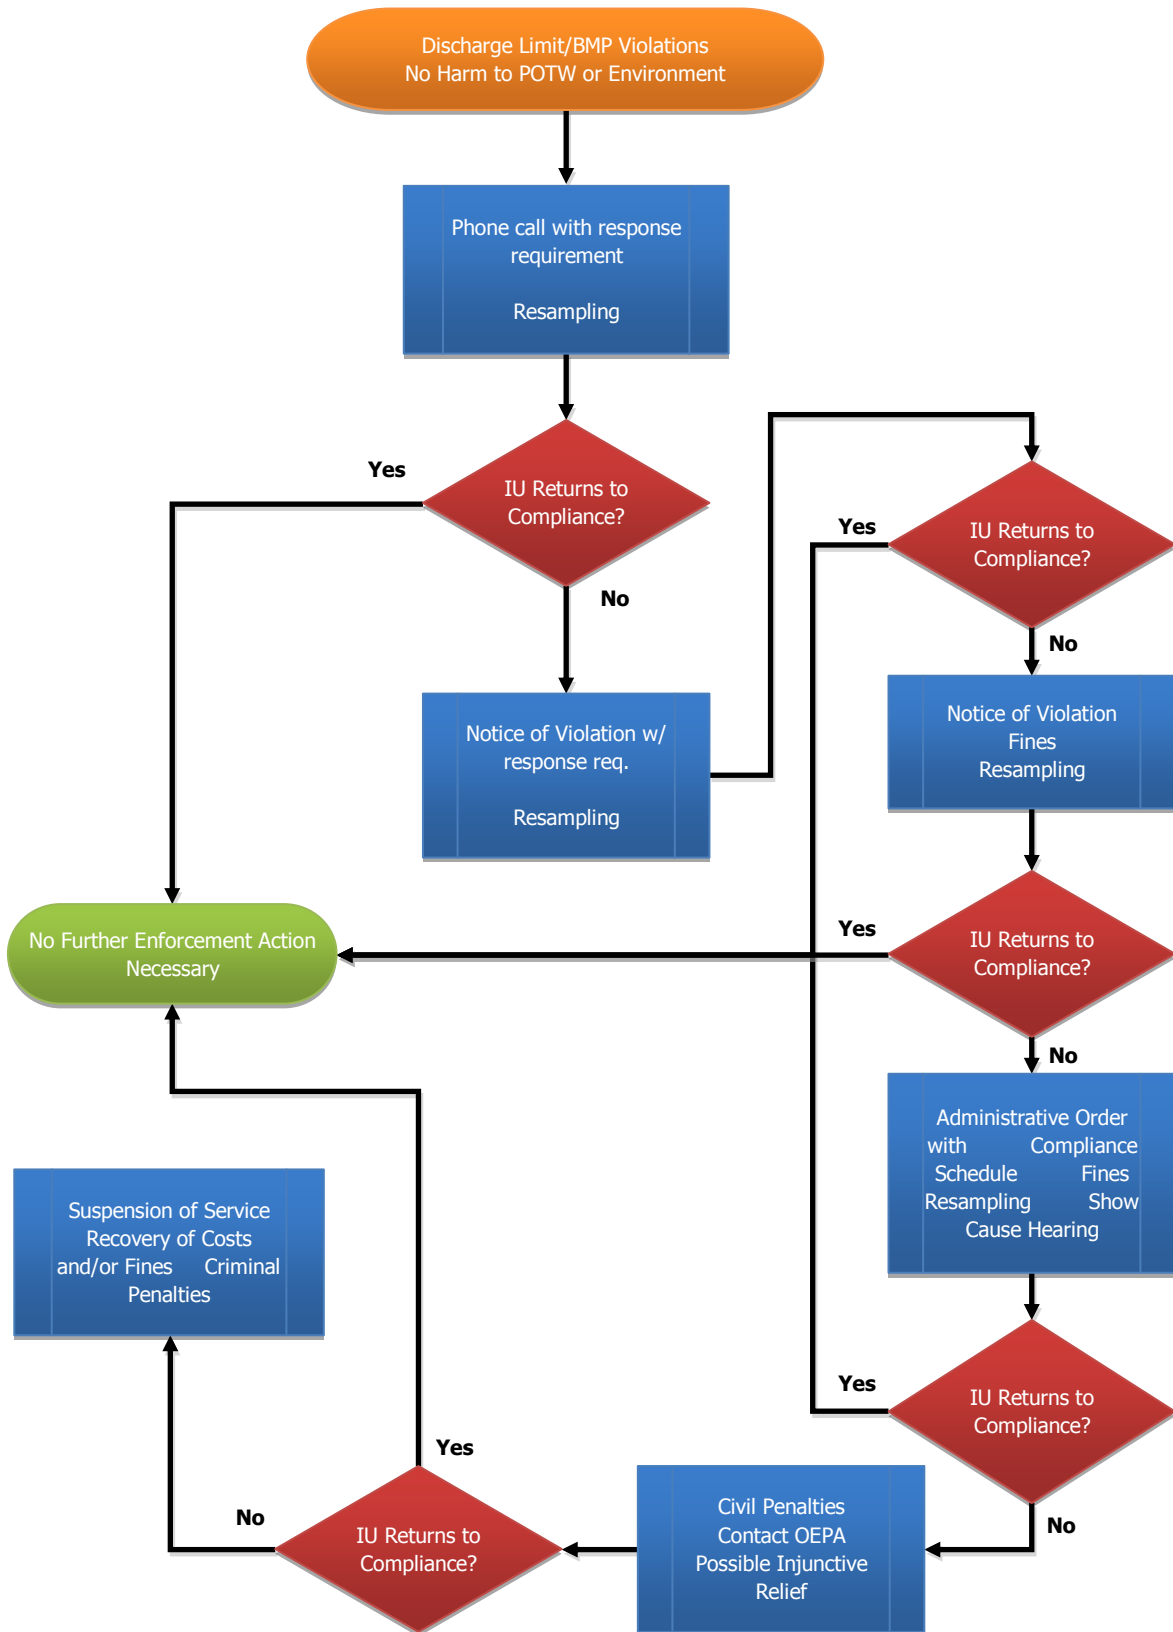 Discharge Limit/BMP Violations
No Harm to POTW or Environment
Phone call with response
requirement
Resampling
Yes
IU Returns to
Compliance?
No
Notice of Violation w/
response req.
Resampling
Yes
IU Returns to
Compliance?
No
Notice of Violation
Fines
Resampling
Yes
IU Returns to
Compliance?
No
No Further Enforcement Action
Necessary
Administrative Order
with Compliance
Schedule Fines
Resampling Show
Cause Hearing
Yes
IU Returns to
Compliance?
No
Civil Penalties
Contact OEPA
Possible Injunctive
Relief
Yes
IU Returns to
Compliance?
No
Suspension of Service
Recovery of Costs
and/or Fines Criminal
Penalties